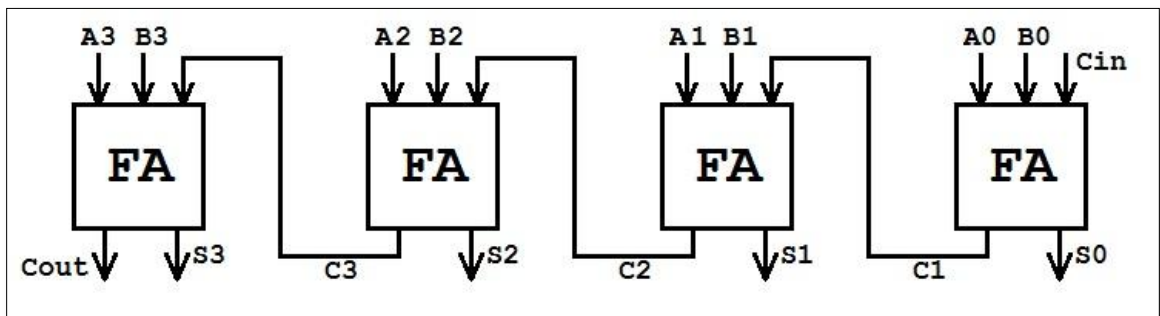 A3 B3 A2 B2 A1 B1 A0 B0
Cin
FA FA FA FA
Cout S3 C3 S2 C2 S1 C1 S0